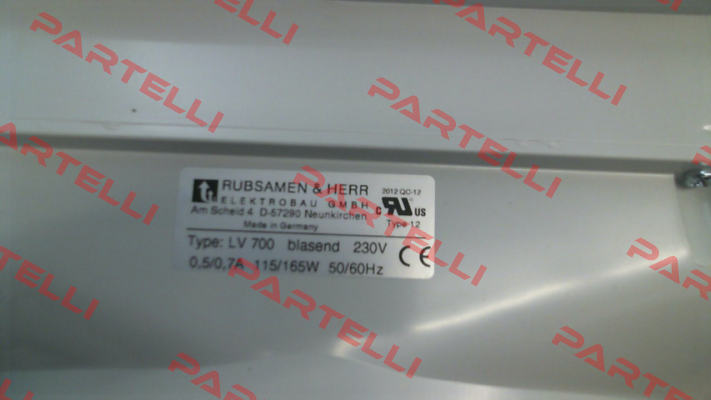 PARTELLI
PARTELLI
PARTELLI
RUBSAMEN & HERR
ELEKTROBAU GMBH
Am Scheid 4 D-57290 Neunkirchen
Made in Germany
2012 QC-12
C RU US
Type 12
Type: LV 700 blasend 230V
0,5/0,7A 115/165W 50/60Hz
CE
PARTELLI
PARTELLI
PARTELLI
PARTELLI